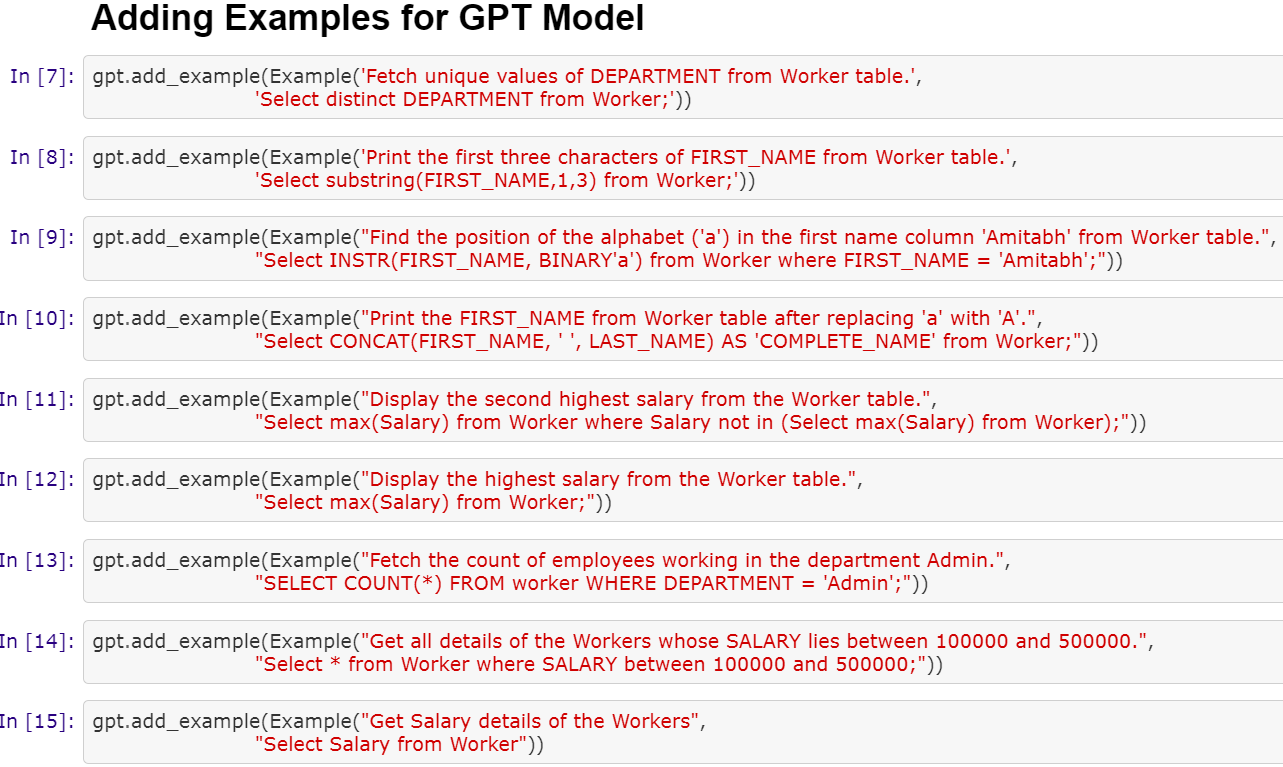 Adding Examples for GPT Model
In [7]: gpt.add_example(Example('Fetch unique values of DEPARTMENT from Worker table.',
'Select distinct DEPARTMENT from Worker;'))
In [8]: gpt.add_example(Example('Print the first three characters of FIRST_NAME from Worker table.',
'Select substring(FIRST_NAME,1,3) from Worker;'))
In [9]: gpt.add_example(Example("Find the position of the alphabet ('a') in the first name column 'Amitabh' from Worker table.",
"Select INSTR(FIRST_NAME, BINARY'a') from Worker where FIRST_NAME = 'Amitabh';"))
In [10]: gpt.add_example(Example("Print the FIRST_NAME from Worker table after replacing 'a' with 'A'.",
"Select CONCAT(FIRST_NAME, ' ', LAST_NAME) AS 'COMPLETE_NAME' from Worker;"))
In [11]: gpt.add_example(Example("Display the second highest salary from the Worker table.",
"Select max(Salary) from Worker where Salary not in (Select max(Salary) from Worker);"))
In [12]: gpt.add_example(Example("Display the highest salary from the Worker table.",
"Select max(Salary) from Worker;"))
In [13]: gpt.add_example(Example("Fetch the count of employees working in the department Admin.",
"SELECT COUNT(*) FROM worker WHERE DEPARTMENT = 'Admin';"))
In [14]: gpt.add_example(Example("Get all details of the Workers whose SALARY lies between 100000 and 500000.",
"Select * from Worker where SALARY between 100000 and 500000;"))
In [15]: gpt.add_example(Example("Get Salary details of the Workers",
"Select Salary from Worker"))